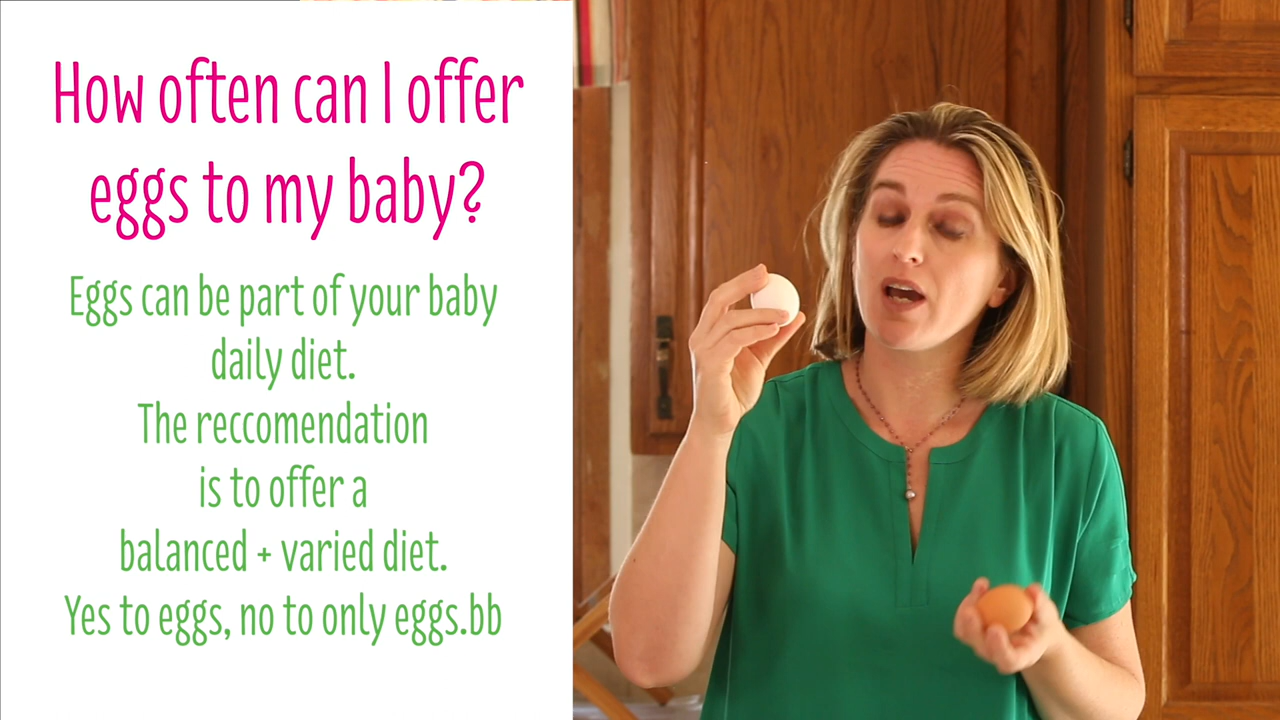 How often can I offer
eggs to my baby?
Eggs can be part of your baby
daily diet.
The reccomendation
is to offer a
balanced + varied diet.
Yes to eggs, no to only eggs.bb